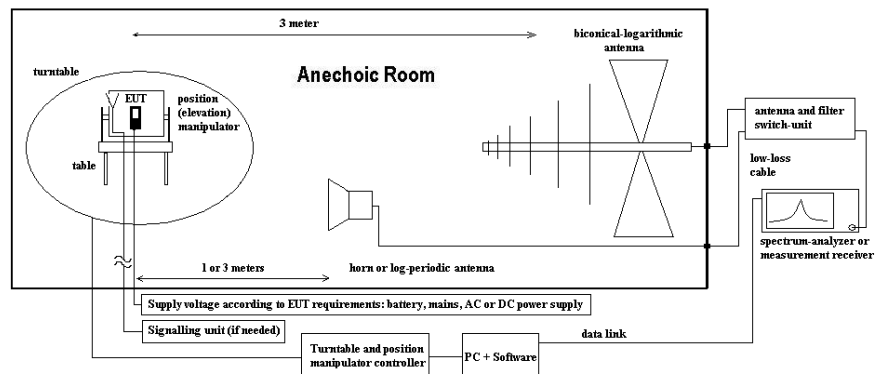 3 meter
biconical-logarithmic
antenna
turntable
Anechoic Room
EUT
position
(elevation)
manipulator
antenna and filter
switch-unit
table
low-loss
cable
spectrum-analyzer or
measurement receiver
1 or 3 meters
horn or log-periodic antenna
Supply voltage according to EUT requirements: battery, mains, AC or DC power supply
Signalling unit (if needed)
data link
Turntable and position
manipulator controller
PC + Software